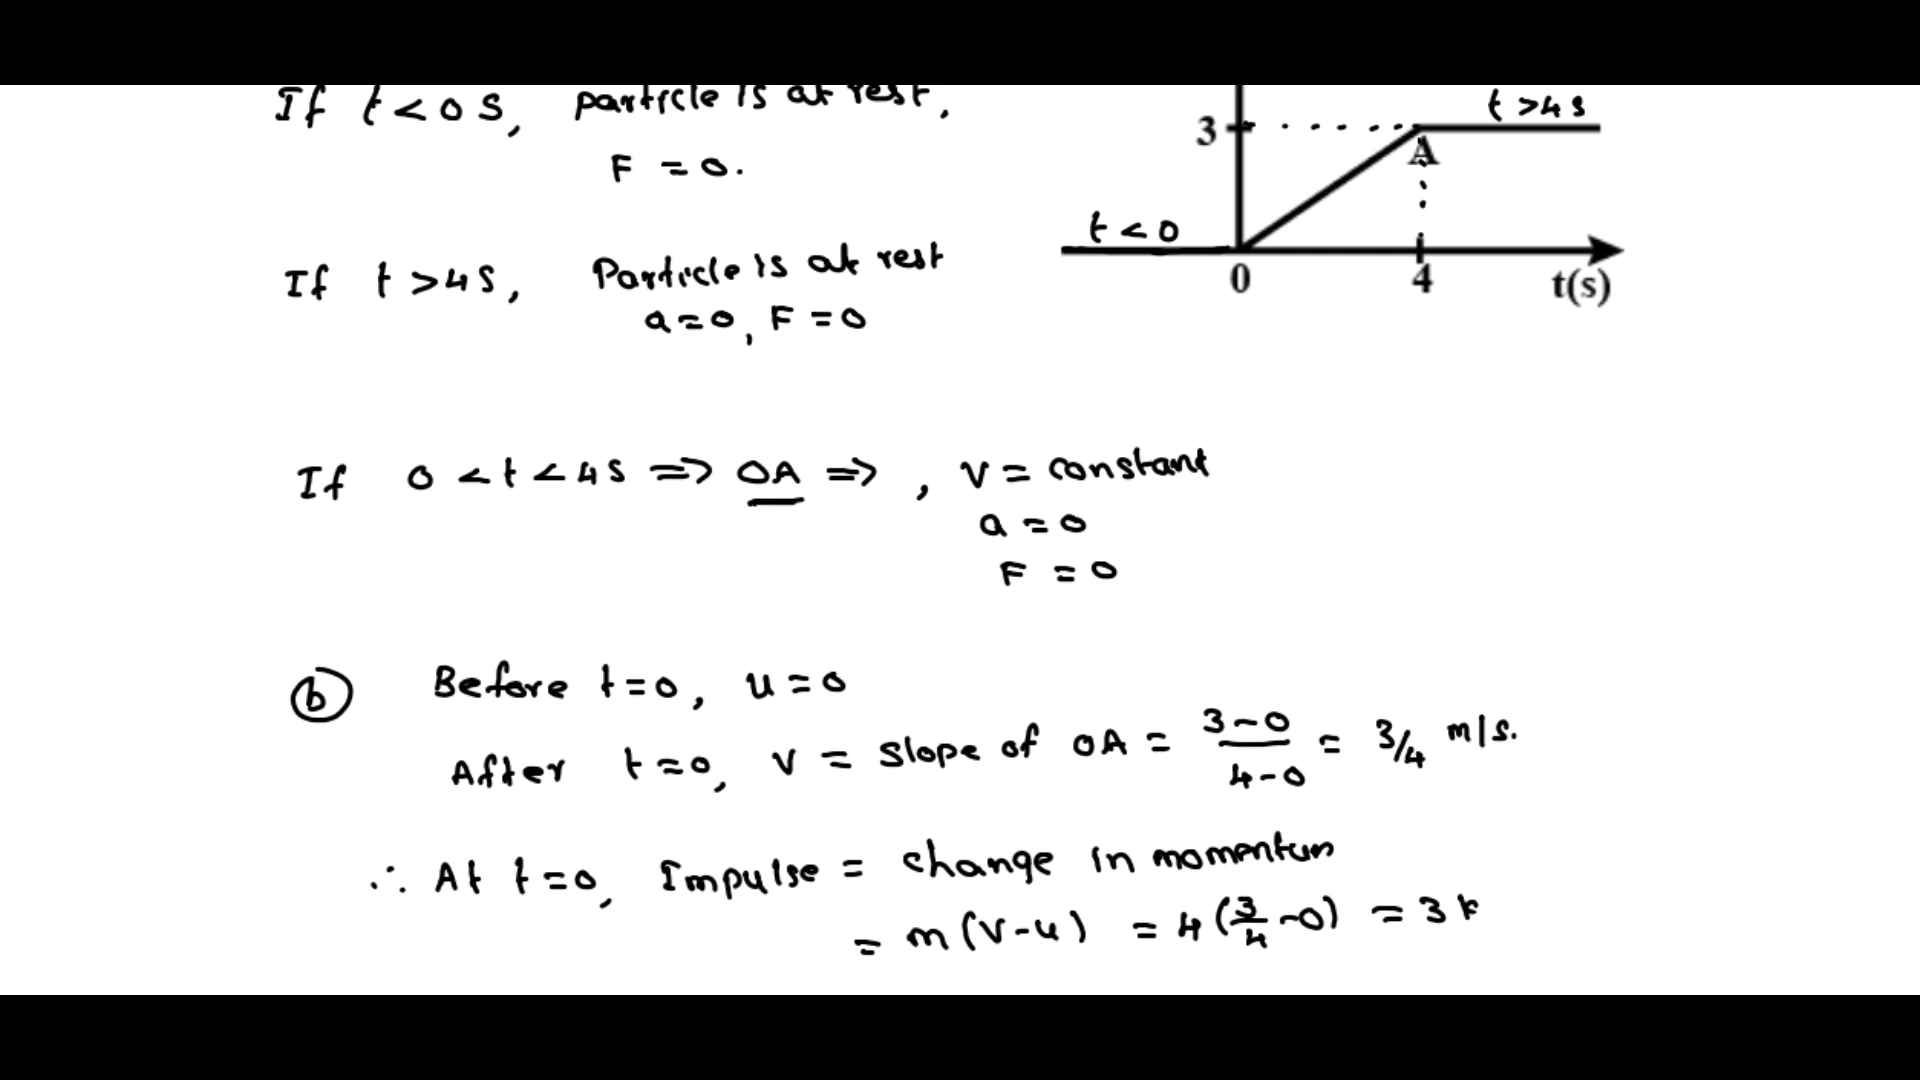 If t < 0 s, particle is at rest.
F = 0.
t > 4 s
3
A
t < 0
0
4
t(s)
If t > 4 s, Particle is at rest
a = 0, F = 0
If 0 < t < 4 s => OA => , v = constant
a = 0
F = 0
(b) Before t = 0, u = 0
After t = 0, v = slope of OA = 3-0/4-0 = 3/4 m/s.
∴ At t = 0, Impulse = change in momentum
= m (v - u) = 4 (3/4 - 0) = 3 k